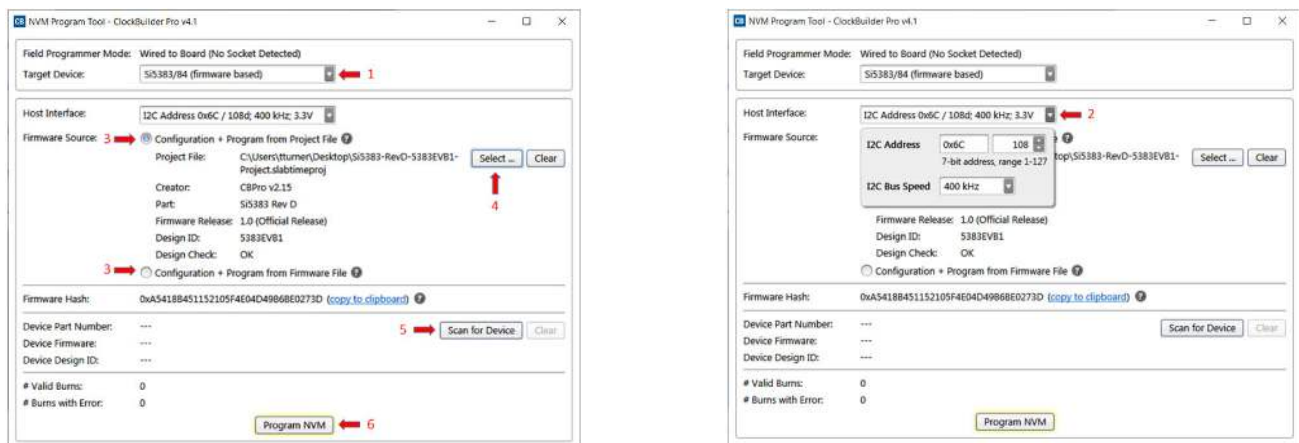 NVM Program Tool - ClockBuilder Pro v4.1
Field Programmer Mode: Wired to Board (No Socket Detected)
Target Device: Si5383/84 (firmware based) 1
Host Interface: I2C Address 0x6C / 108d; 400 kHz; 3.3V
Firmware Source: 3 Configuration + Program from Project File ?
Project File: C:\Users\tturner\Desktop\Si5383-RevD-5383EVB1- Select ... Clear
Project.slabtimeproj
4
Creator: CBPro v2.15
Part: Si5383 Rev D
Firmware Release: 1.0 (Official Release)
Design ID: 5383EVB1
Design Check: OK
3 Configuration + Program from Firmware File ?
Firmware Hash: 0xA5418B451152105F4E04D49B6BE0273D (copy to clipboard) ?
Device Part Number: --- 5 Scan for Device Clear
Device Firmware: ---
Device Design ID: ---
# Valid Burns: 0
# Burns with Error: 0
Program NVM 6
NVM Program Tool - ClockBuilder Pro v4.1
Field Programmer Mode: Wired to Board (No Socket Detected)
Target Device: Si5383/84 (firmware based)
Host Interface: I2C Address 0x6C / 108d; 400 kHz; 3.3V 2
Firmware Source: ?
I2C Address 0x6C 108
top\Si5383-RevD-5383EVB1- Select ... Clear
7-bit address, range 1-127
I2C Bus Speed 400 kHz
Firmware Release: 1.0 (Official Release)
Design ID: 5383EVB1
Design Check: OK
Configuration + Program from Firmware File ?
Firmware Hash: 0xA5418B451152105F4E04D49B6BE0273D (copy to clipboard) ?
Device Part Number: --- Scan for Device Clear
Device Firmware: ---
Device Design ID: ---
# Valid Burns: 0
# Burns with Error: 0
Program NVM